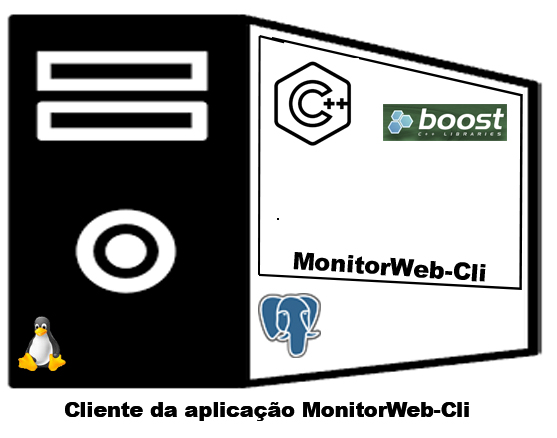 C++
boost
C++ LIBRARIES
MonitorWeb-Cli
Cliente da aplicação MonitorWeb-Cli